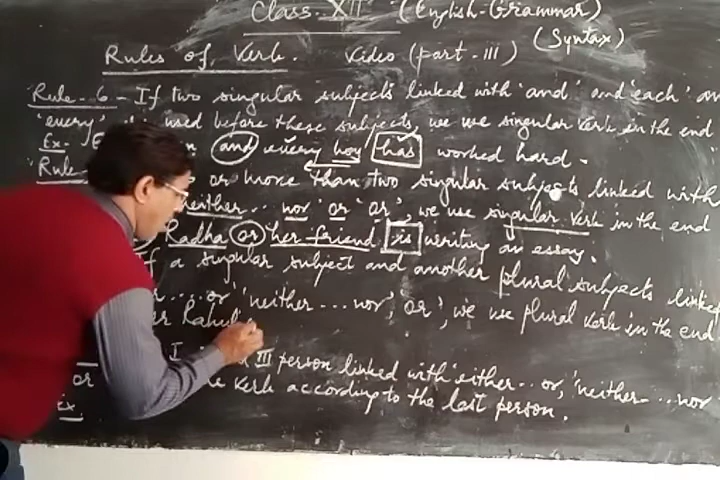 Class-XII (English-Grammar)
(Syntax)
Rules of Verb. Video (part-III)
Rule-6- If two singular subjects linked with 'and' and 'each'
'every' is used before these subjects, we use singular verb in the end
Ex- and every boy has worked hard.
Rule or more than two singular subjects linked with
neither... nor 'or' 'or', we use singular verb in the end
Radha or her friend is writing an essay.
If a singular subject and another plural subjects linked
or' 'neither... nor', 'or', we use plural verb in the end
I III person linked with 'either.. or, 'neither... nor
or verb according to the last person.
Ex.